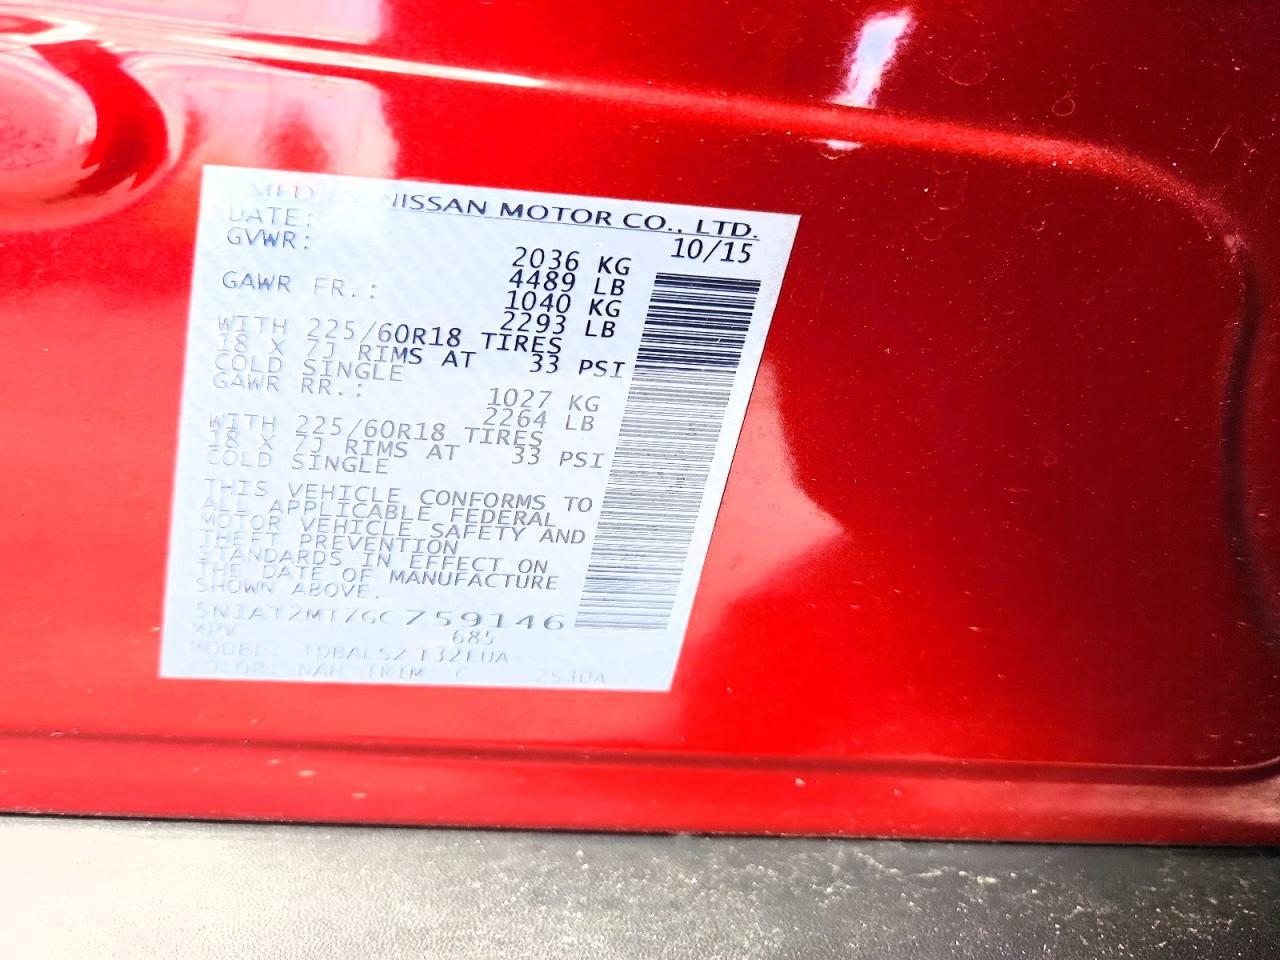 MFD BY NISSAN MOTOR CO., LTD.
DATE: 10/15
GVWR: 2036 KG
4489 LB
GAWR FR.: 1040 KG
2293 LB
WITH 225/60R18 TIRES
18 X 7J RIMS AT 33 PSI
COLD SINGLE
GAWR RR.: 1027 KG
2264 LB
WITH 225/60R18 TIRES
18 X 7J RIMS AT 33 PSI
COLD SINGLE
THIS VEHICLE CONFORMS TO
ALL APPLICABLE FEDERAL
MOTOR VEHICLE SAFETY AND
THEFT PREVENTION
STANDARDS IN EFFECT ON
THE DATE OF MANUFACTURE
SHOWN ABOVE.
5N1AT2MT7GC759146
MPV 685
MODEL:
COLOR: NAH TRIM: